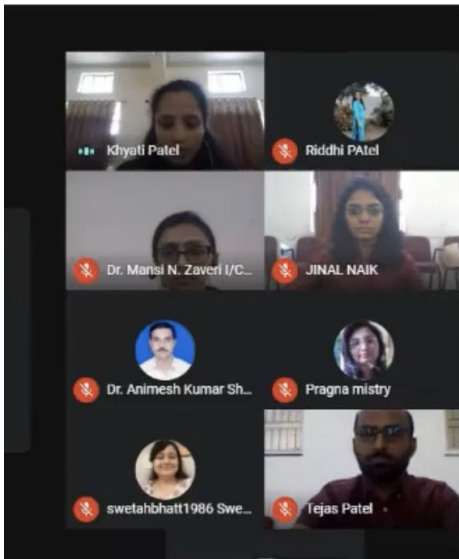 Khyati Patel
Riddhi PAtel
Dr. Mansi N. Zaveri I/C...
JINAL NAIK
Dr. Animesh Kumar Sh...
Pragna mistry
swetahbhatt1986 Swe...
Tejas Patel